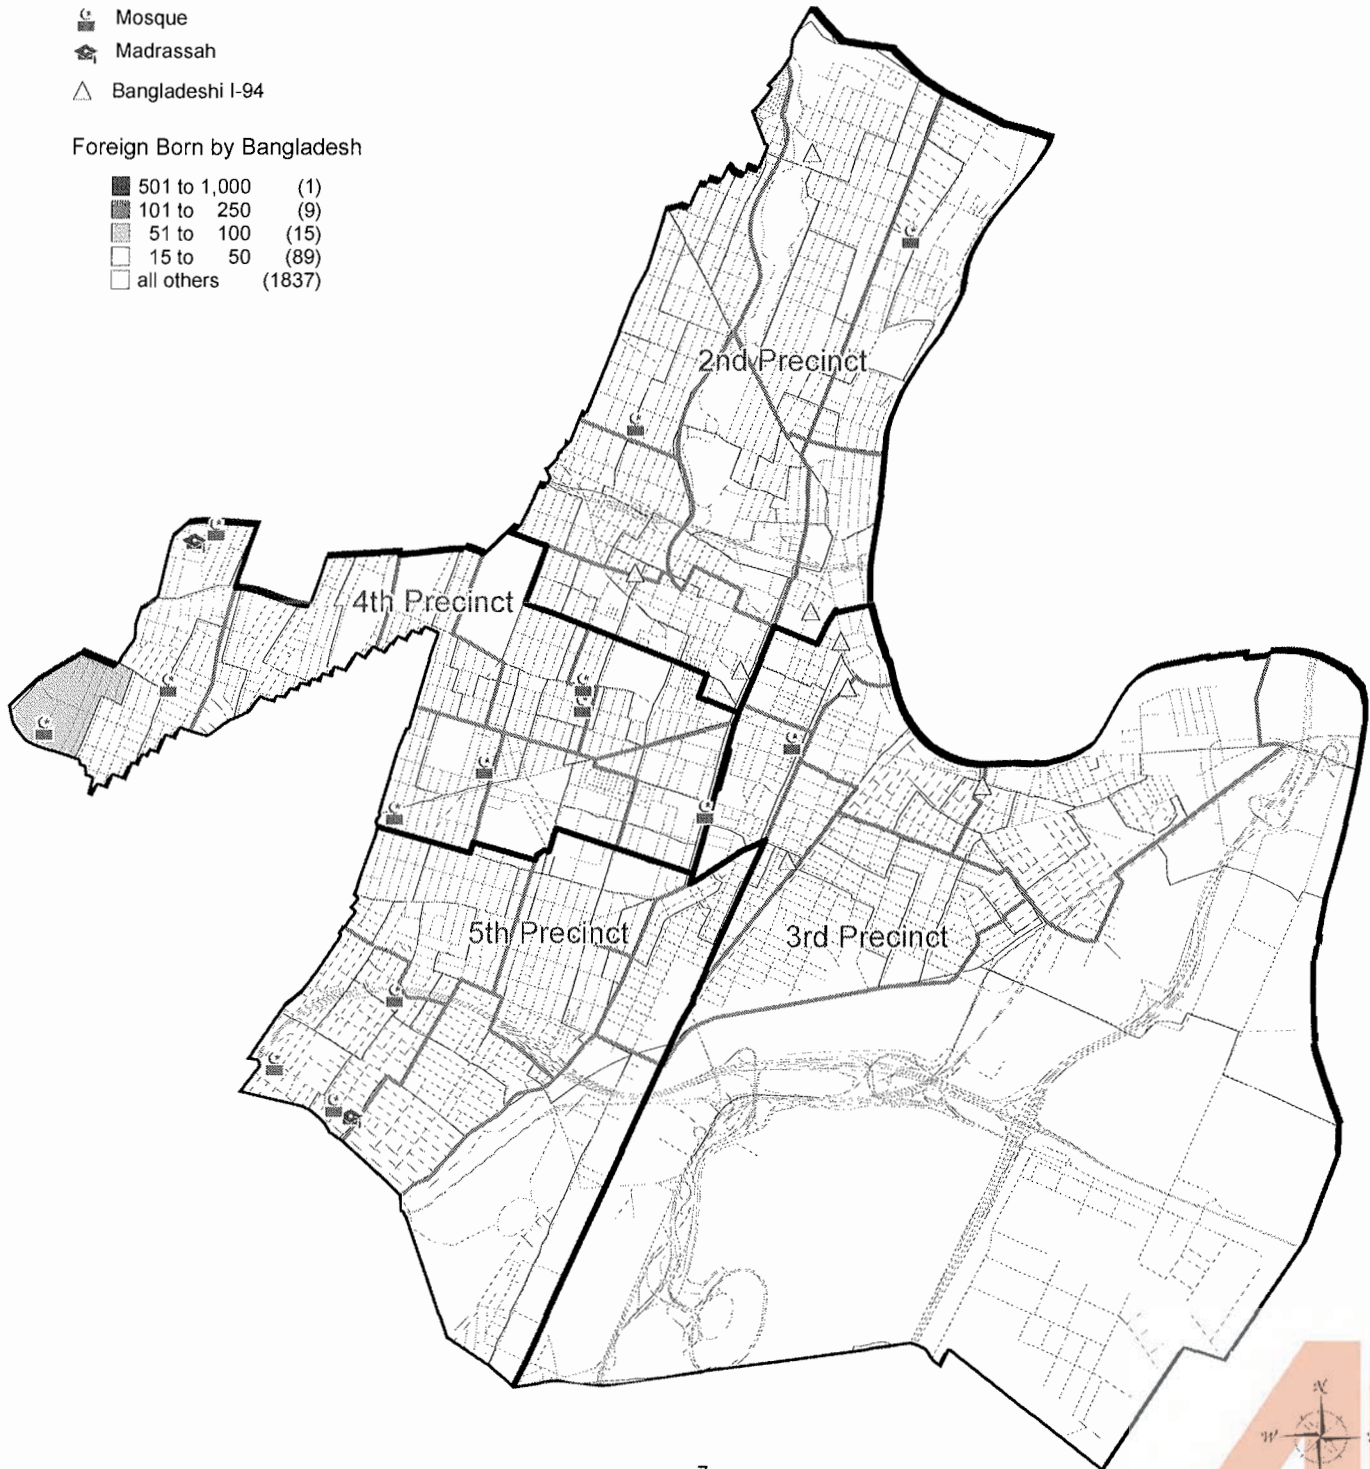 Mosque
Madrassah
Bangladeshi I-94
Foreign Born by Bangladesh
501 to 1,000 (1)
101 to 250 (9)
51 to 100 (15)
15 to 50 (89)
all others (1837)
2nd Precinct
4th Precinct
5th Precinct
3rd Precinct
N
W
7